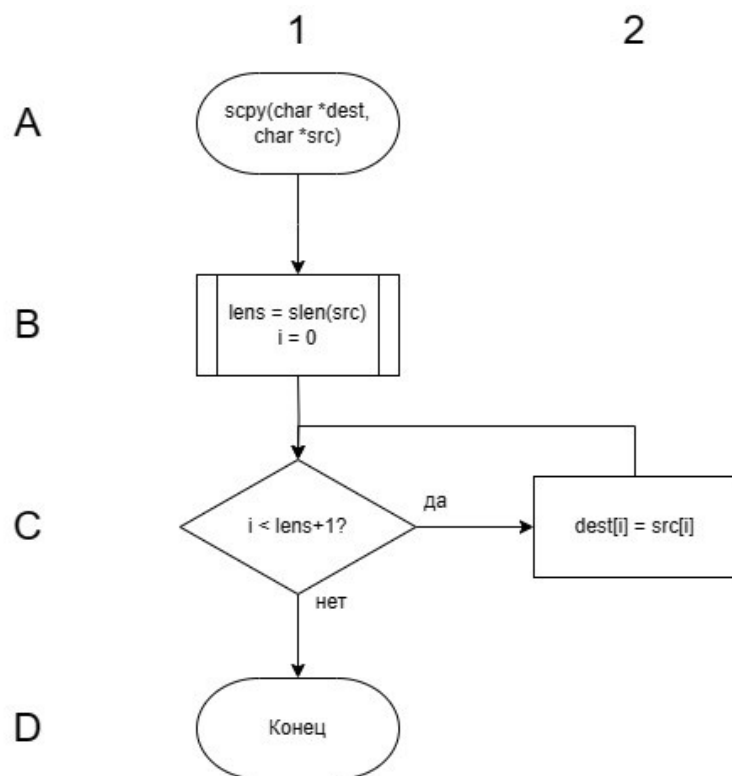 1 2
A
scpy(char *dest,
char *src)
B
lens = slen(src)
i = 0
C
i < lens+1?
да
dest[i] = src[i]
нет
D
Конец